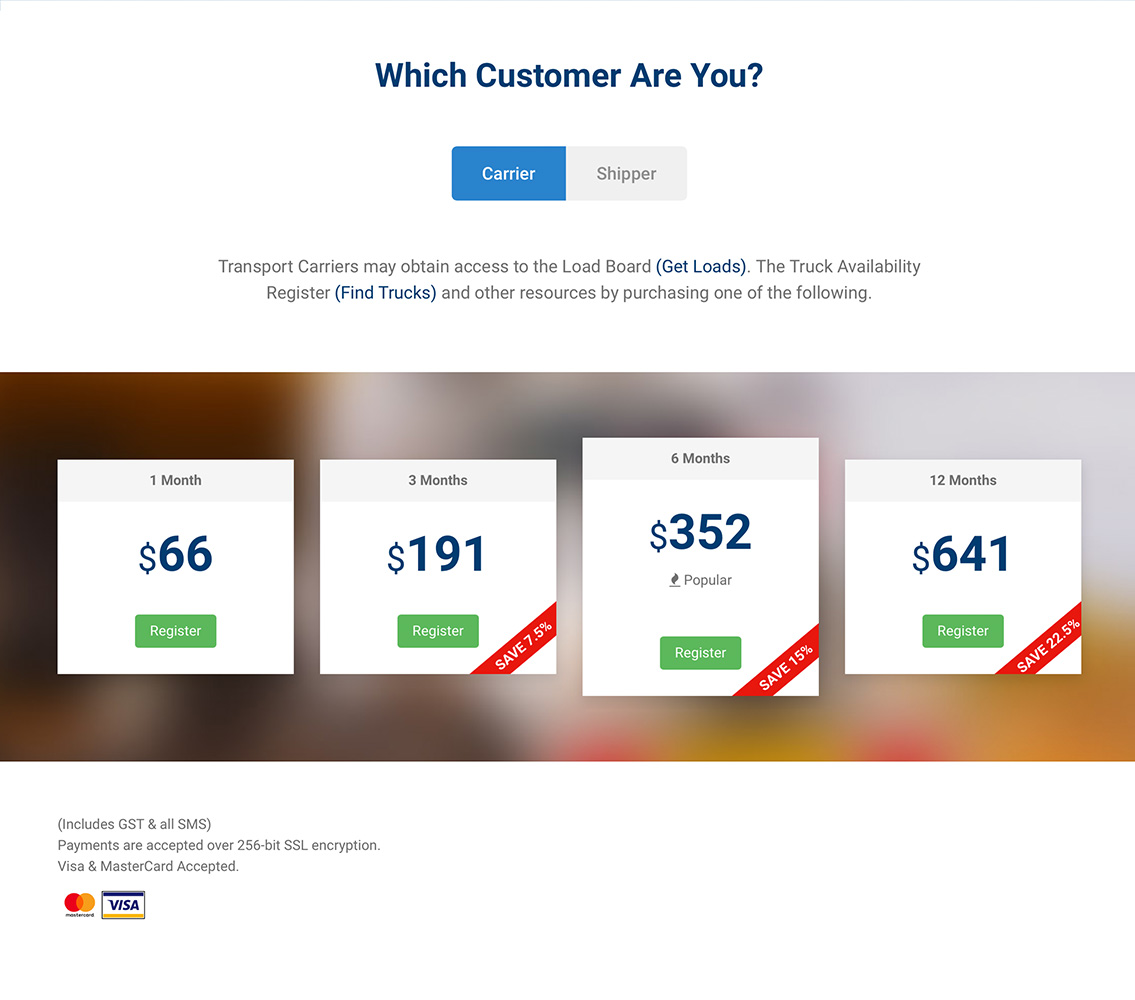 Which Customer Are You?
Carrier
Shipper
Transport Carriers may obtain access to the Load Board (Get Loads). The Truck Availability
Register (Find Trucks) and other resources by purchasing one of the following.
1 Month
$66
Register
3 Months
$191
Register
SAVE 7.5%
6 Months
$352
Popular
Register
SAVE 15%
12 Months
$641
Register
SAVE 22.5%
(Includes GST & all SMS)
Payments are accepted over 256-bit SSL encryption.
Visa & MasterCard Accepted.
mastercard
VISA